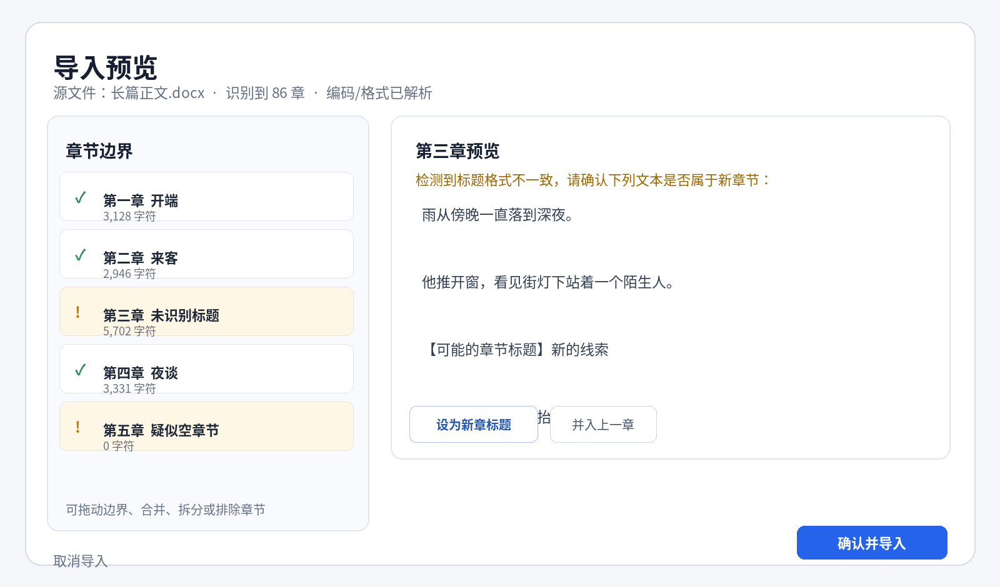 导入预览
源文件：长篇正文.docx · 识别到 86 章 · 编码/格式已解析
章节边界
✓ 第一章 开端
3,128 字符
✓ 第二章 来客
2,946 字符
! 第三章 未识别标题
5,702 字符
✓ 第四章 夜谈
3,331 字符
! 第五章 疑似空章节
0 字符
可拖动边界、合并、拆分或排除章节
第三章预览
检测到标题格式不一致，请确认下列文本是否属于新章节：
雨从傍晚一直落到深夜。
他推开窗，看见街灯下站着一个陌生人。
【可能的章节标题】新的线索
抬
设为新章标题
并入上一章
取消导入
确认并导入